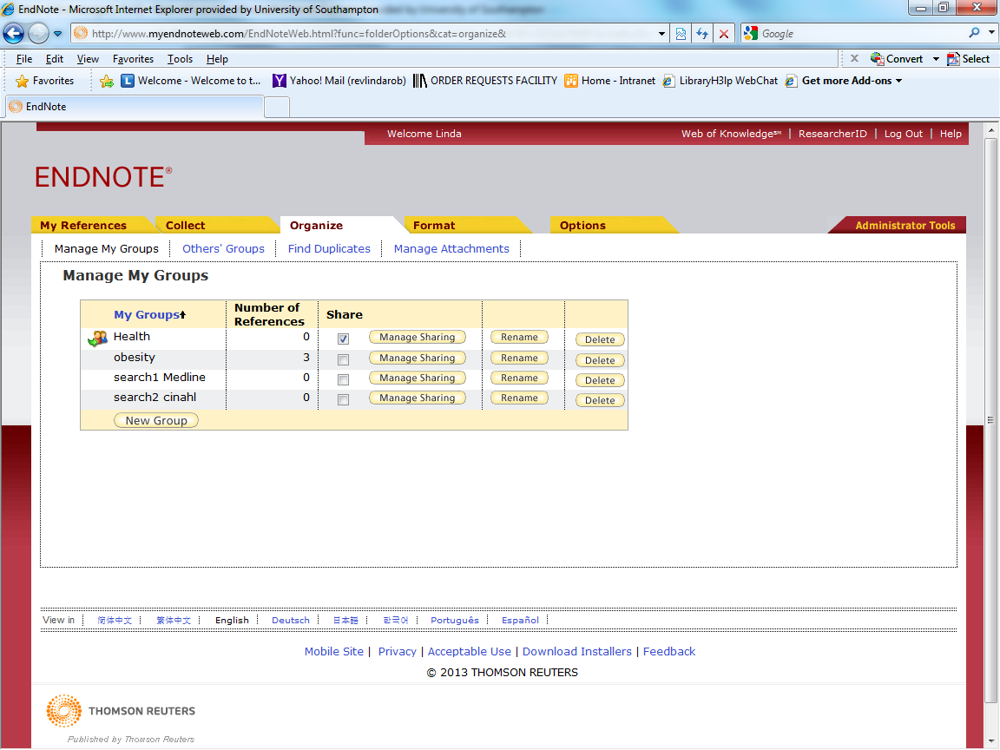 EndNote - Microsoft Internet Explorer provided by University of Southampton
http://www.myendnoteweb.com/EndNoteWeb.html?func=folderOptions&cat=organize& Google
File Edit View Favorites Tools Help Convert Select
Favorites Welcome - Welcome to t... Yahoo! Mail (revlindarob) ORDER REQUESTS FACILITY Home - Intranet LibraryH3lp WebChat Get more Add-ons
EndNote
Welcome Linda Web of Knowledge℠ | ResearcherID | Log Out | Help
ENDNOTE®
My References Collect Organize Format Options Administrator Tools
Manage My Groups Others' Groups Find Duplicates Manage Attachments
Manage My Groups
My Groups Number of References Share
Health 0 Manage Sharing Rename Delete
obesity 3 Manage Sharing Rename Delete
search1 Medline 0 Manage Sharing Rename Delete
search2 cinahl 0 Manage Sharing Rename Delete
New Group
View in 简体中文 繁体中文 English Deutsch 日本語 한국어 Português Español
Mobile Site | Privacy | Acceptable Use | Download Installers | Feedback
© 2013 THOMSON REUTERS
THOMSON REUTERS
Published by Thomson Reuters